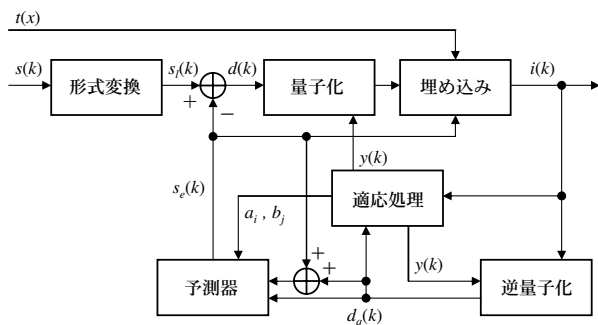 t(x)
s(k)
形式変換
s_l(k)
+
−
d(k)
量子化
埋め込み
i(k)
y(k)
s_e(k)
適応処理
a_i , b_j
+
+
y(k)
予測器
逆量子化
d_q(k)